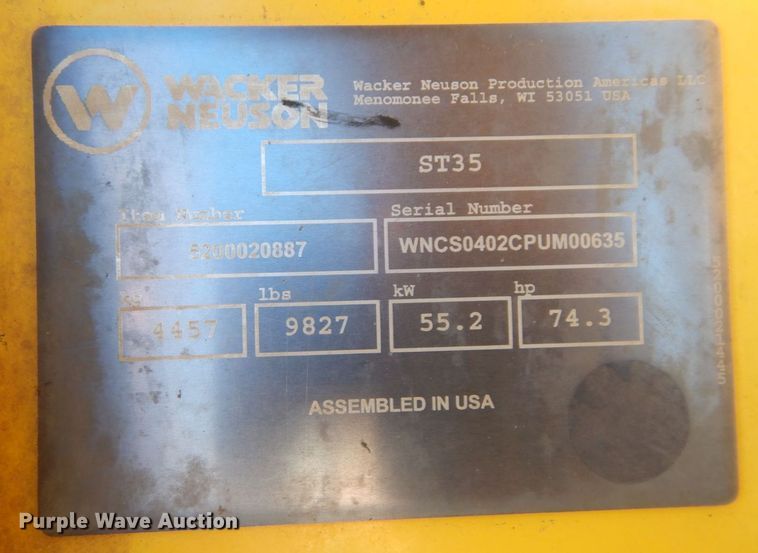 W
WACKER
NEUSON
Wacker Neuson Production Americas LLC
Menomonee Falls, WI 53051 USA
ST35
Item Number
Serial Number
5200020887
WNCS0402CPUM00635
kg
lbs
kW
hp
4457
9827
55.2
74.3
ASSEMBLED IN USA
Purple Wave Auction